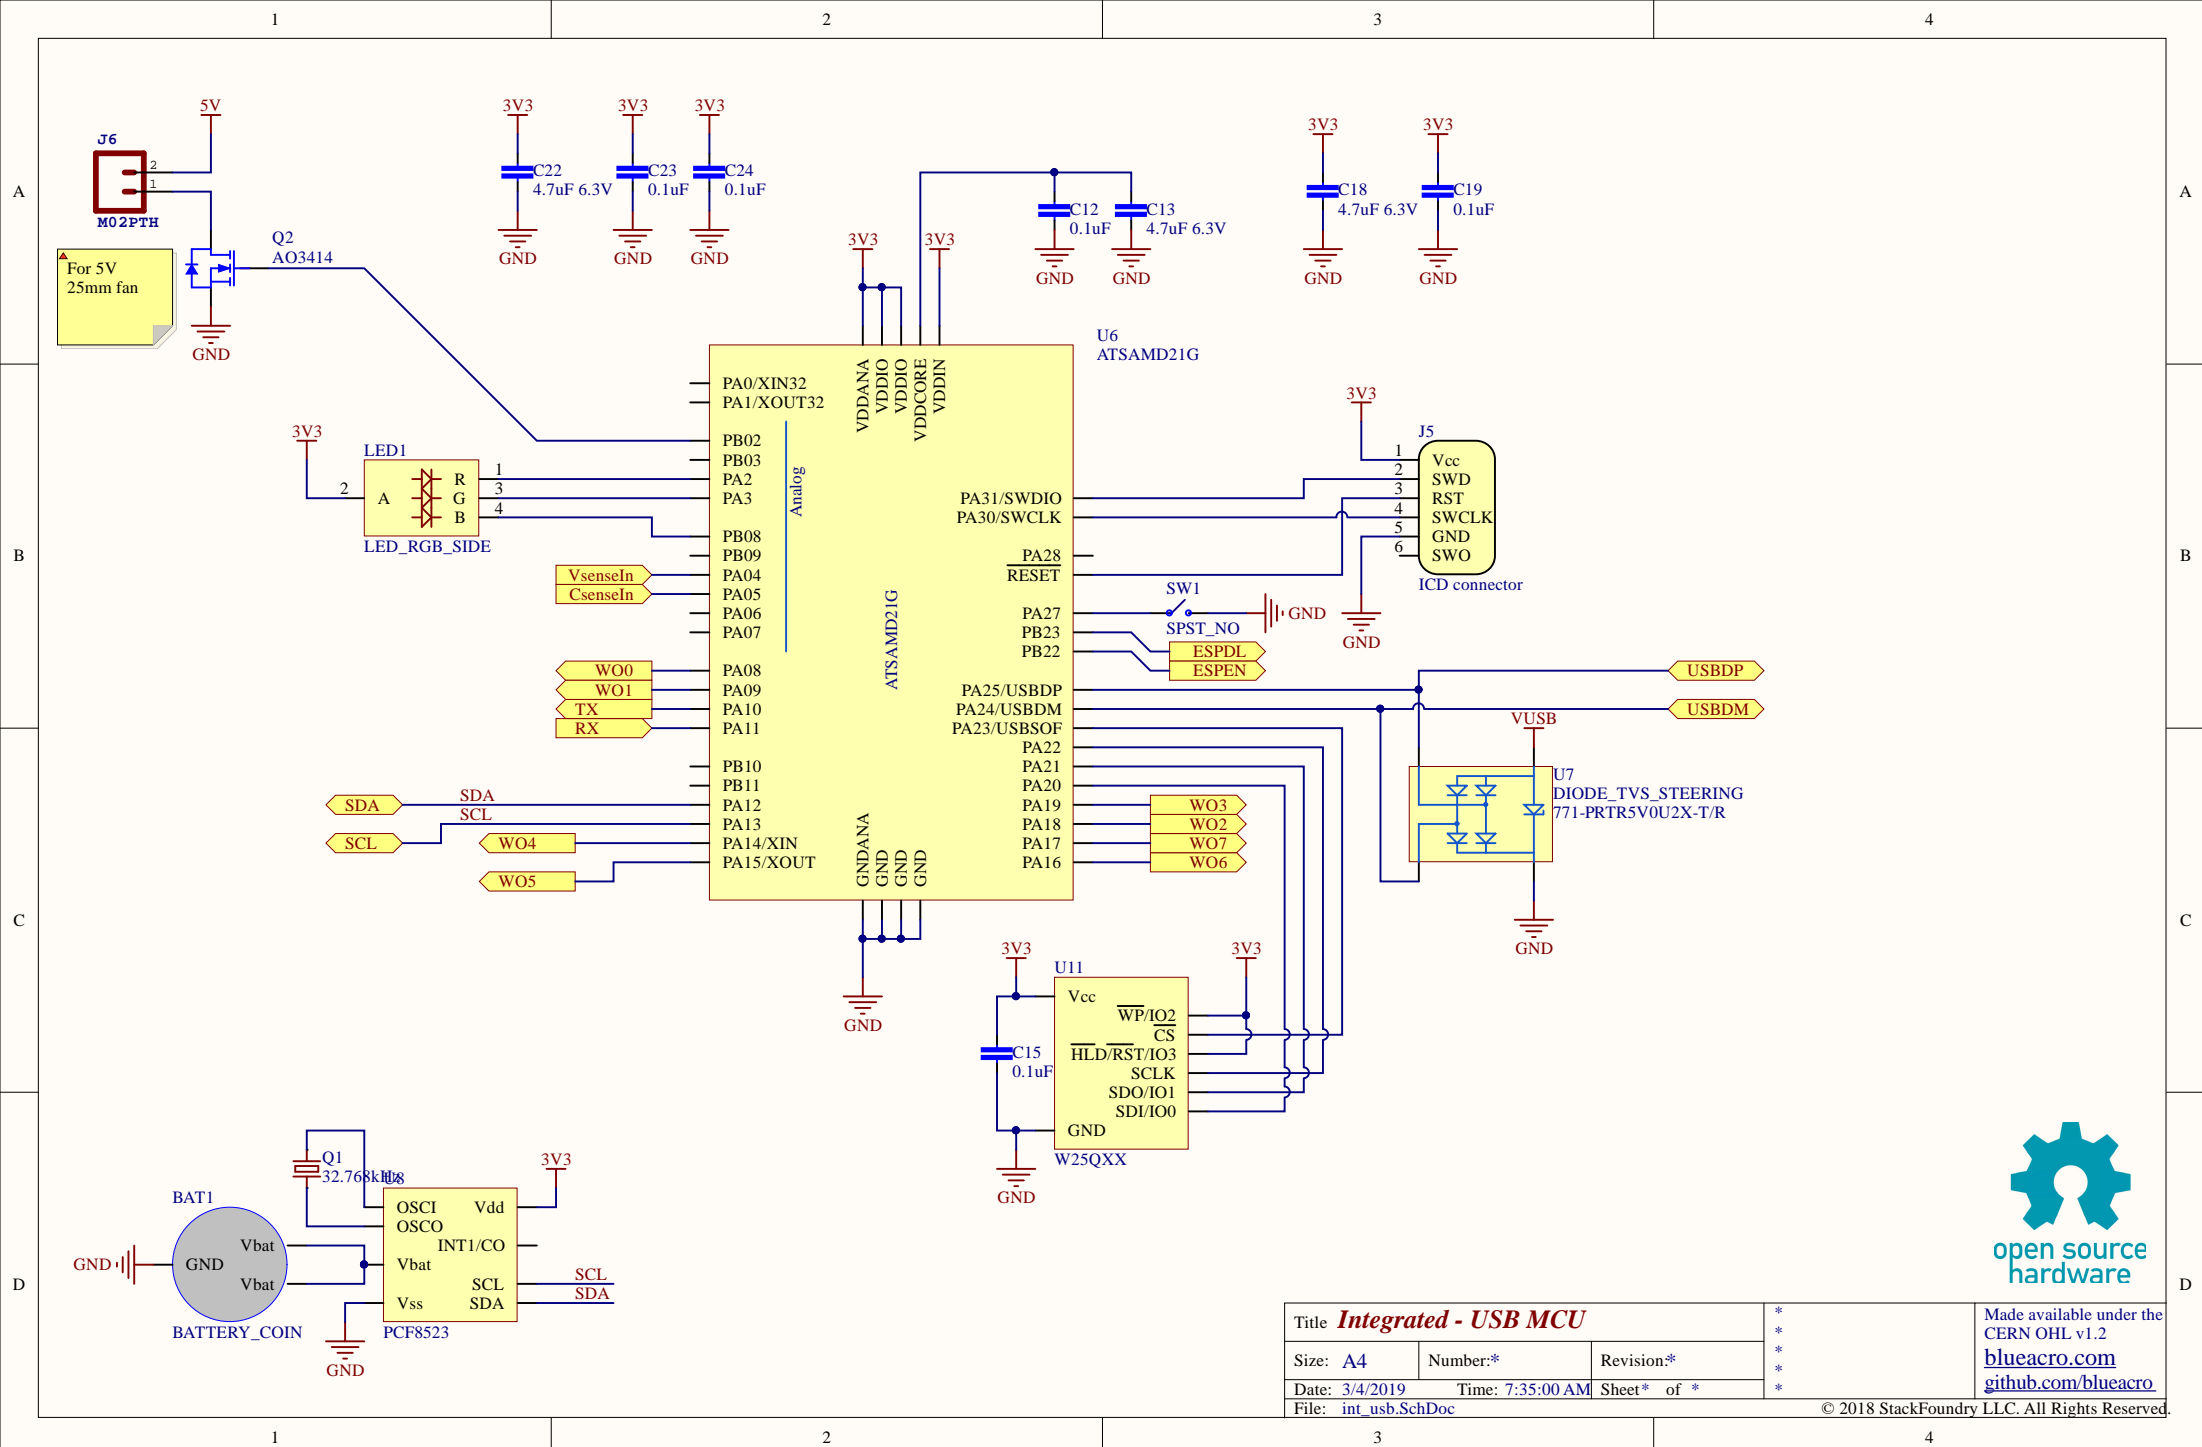 1 2 3 4
A A
B B
C C
D D
1 2 3 4
5V
J6
2
1
M02PTH
Q2
AO3414
GND
For 5V
25mm fan
3V3
C22
4.7uF 6.3V
GND
3V3
C23
0.1uF
GND
3V3
C24
0.1uF
GND
3V3
3V3
C12
0.1uF
GND
C13
4.7uF 6.3V
GND
3V3
C18
4.7uF 6.3V
GND
3V3
C19
0.1uF
GND
U6
ATSAMD21G
VDDANA
VDDIO
VDDIO
VDDCORE
VDDIN
PA0/XIN32
PA1/XOUT32
PB02
PB03
PA2
PA3
PB08
PB09
PA04
PA05
PA06
PA07
PA08
PA09
PA10
PA11
PB10
PB11
PA12
PA13
PA14/XIN
PA15/XOUT
Analog
ATSAMD21G
GNDANA
GND
GND
GND
GND
PA31/SWDIO
PA30/SWCLK
PA28
RESET
PA27
PB23
PB22
PA25/USBDP
PA24/USBDM
PA23/USBSOF
PA22
PA21
PA20
PA19
PA18
PA17
PA16
3V3
LED1
2 A
R 1
G 3
B 4
LED_RGB_SIDE
VsenseIn
CsenseIn
WO0
WO1
TX
RX
SDA SDA
SCL SCL
WO4
WO5
3V3
J5
1 Vcc
2 SWD
3 RST
4 SWCLK
5 GND
6 SWO
ICD connector
GND
SW1
SPST_NO
GND
ESPDL
ESPEN
USBDP
USBDM
VUSB
U7
DIODE_TVS_STEERING
771-PRTR5V0U2X-T/R
GND
WO3
WO2
WO7
WO6
3V3
U11
3V3
Vcc
WP/IO2
CS
HLD/RST/IO3
SCLK
SDO/IO1
SDI/IO0
GND
C15
0.1uF
W25QXX
GND
Q1
32.768kHz
U8
3V3
OSCI Vdd
OSCO
INT1/CO
Vbat
SCL SCL
Vss SDA SDA
PCF8523
GND
BAT1
GND
GND
Vbat
Vbat
BATTERY_COIN
open source
hardware
Title Integrated - USB MCU
Size: A4 Number:* Revision:*
Date: 3/4/2019 Time: 7:35:00 AM Sheet * of *
File: int_usb.SchDoc
*
*
*
*
*
Made available under the
CERN OHL v1.2
blueacro.com
github.com/blueacro
© 2018 StackFoundry LLC. All Rights Reserved.